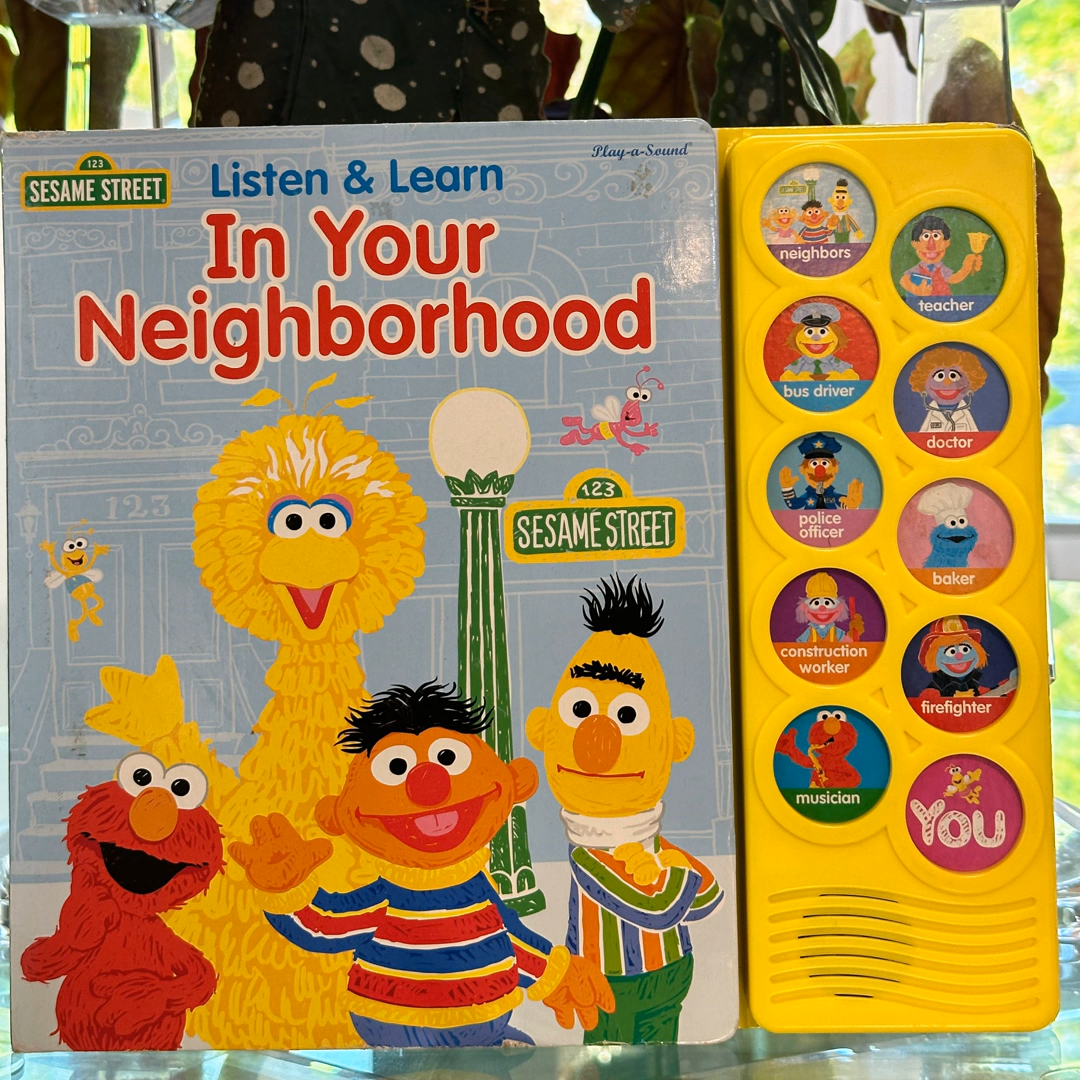 123
SESAME STREET
Listen & Learn
Play-a-Sound
In Your
Neighborhood
123
123
SESAME STREET
neighbors
teacher
bus driver
doctor
police
officer
baker
construction
worker
firefighter
musician
YOU